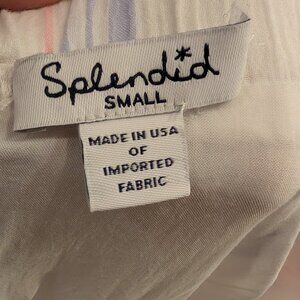 Splendid
SMALL
MADE IN USA
OF
IMPORTED
FABRIC